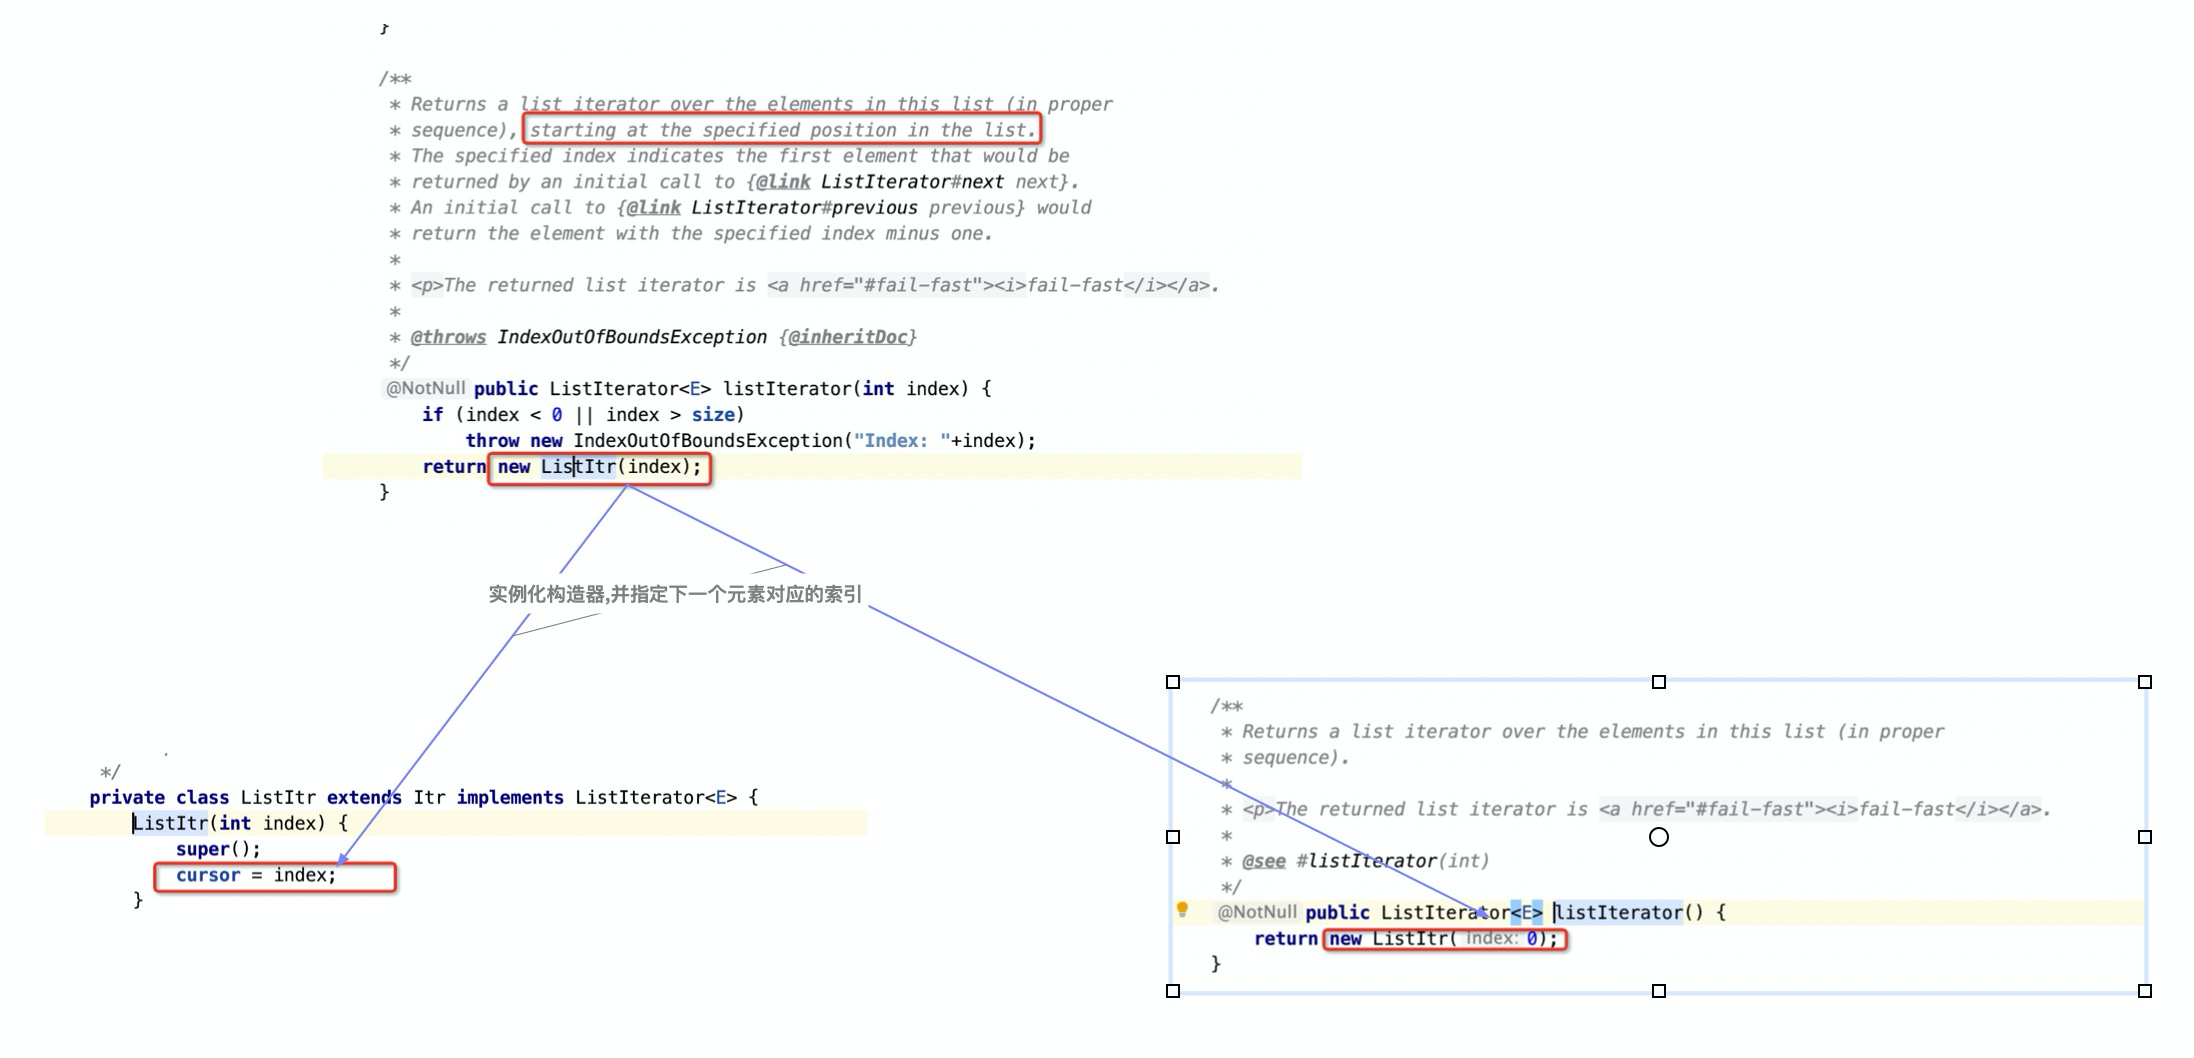 }
/**
* Returns a list iterator over the elements in this list (in proper
* sequence), starting at the specified position in the list.
* The specified index indicates the first element that would be
* returned by an initial call to {@link ListIterator#next next}.
* An initial call to {@link ListIterator#previous previous} would
* return the element with the specified index minus one.
*
* <p>The returned list iterator is <a href="#fail-fast"><i>fail-fast</i></a>.
*
* @throws IndexOutOfBoundsException {@inheritDoc}
*/
@NotNull public ListIterator<E> listIterator(int index) {
if (index < 0 || index > size)
throw new IndexOutOfBoundsException("Index: "+index);
return new ListItr(index);
}
实例化构造器,并指定下一个元素对应的索引
*/
private class ListItr extends Itr implements ListIterator<E> {
ListItr(int index) {
super();
cursor = index;
}
/**
* Returns a list iterator over the elements in this list (in proper
* sequence).
*
* <p>The returned list iterator is <a href="#fail-fast"><i>fail-fast</i></a>.
*
* @see #listIterator(int)
*/
@NotNull public ListIterator<E> listIterator() {
return new ListItr( index: 0);
}